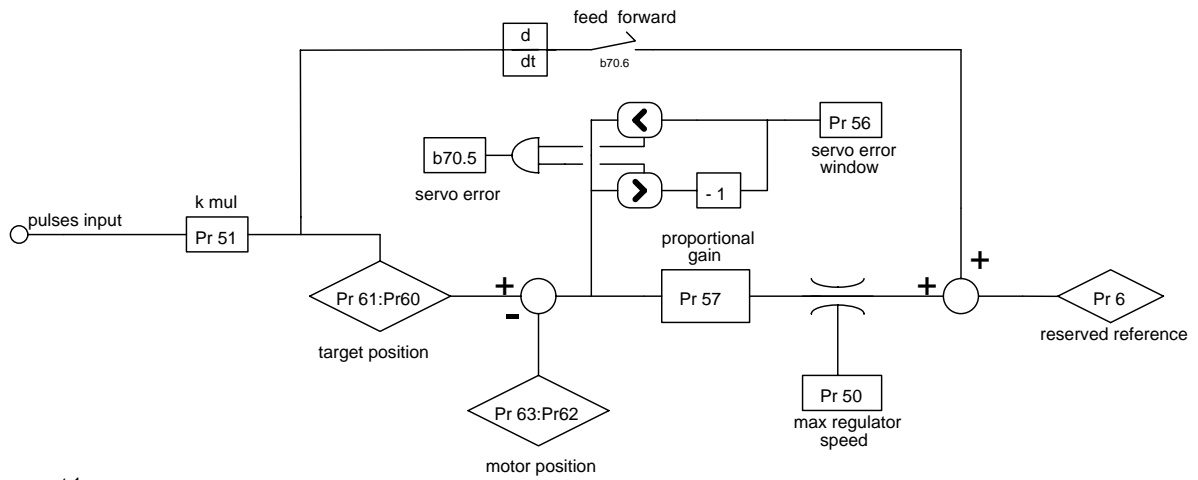 feed forward
d
dt
b70.6
<
Pr 56
servo error
window
b70.5
servo error
>
- 1
k mul
pulses input
Pr 51
proportional
gain
Pr 61:Pr60
+
-
Pr 57
+
+
Pr 6
target position
reserved reference
Pr 63:Pr62
Pr 50
max regulator
speed
motor position